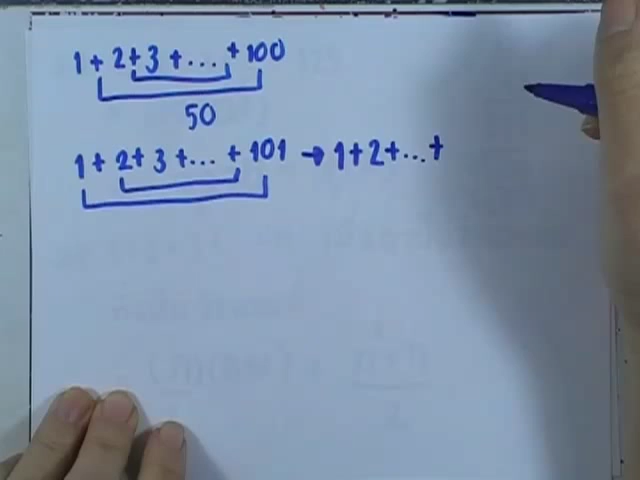 1 + 2 + 3 + ... + 100
50
1 + 2 + 3 + ... + 101 → 1 + 2 + ... +